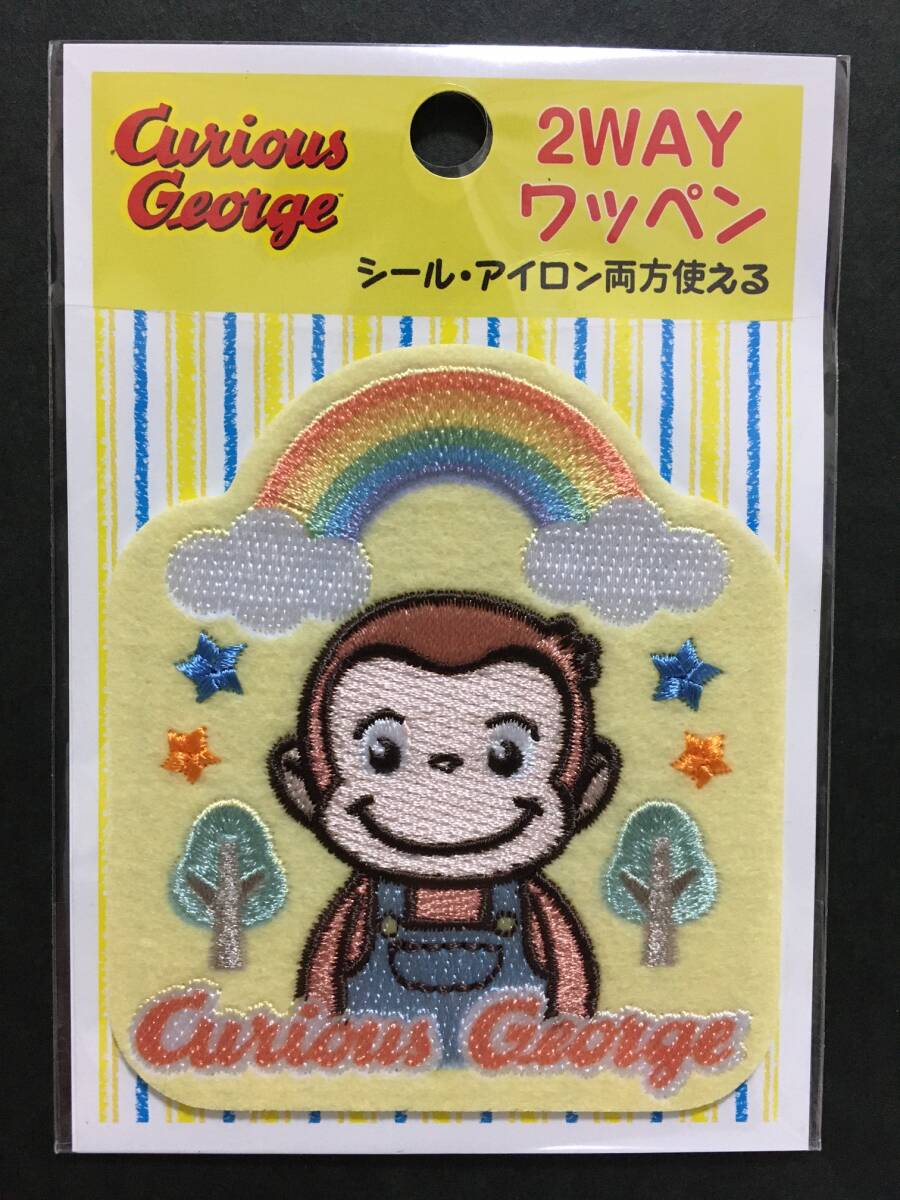 Curious
George™
2WAY
ワッペン
シール・アイロン両方使える
Curious George